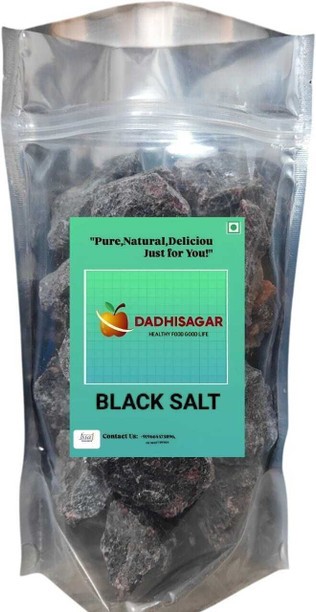 "Pure,Natural,Deliciou
Just for You!"
DADHISAGAR
HEALTHY FOOD GOOD LIFE
BLACK SALT
Contact Us: